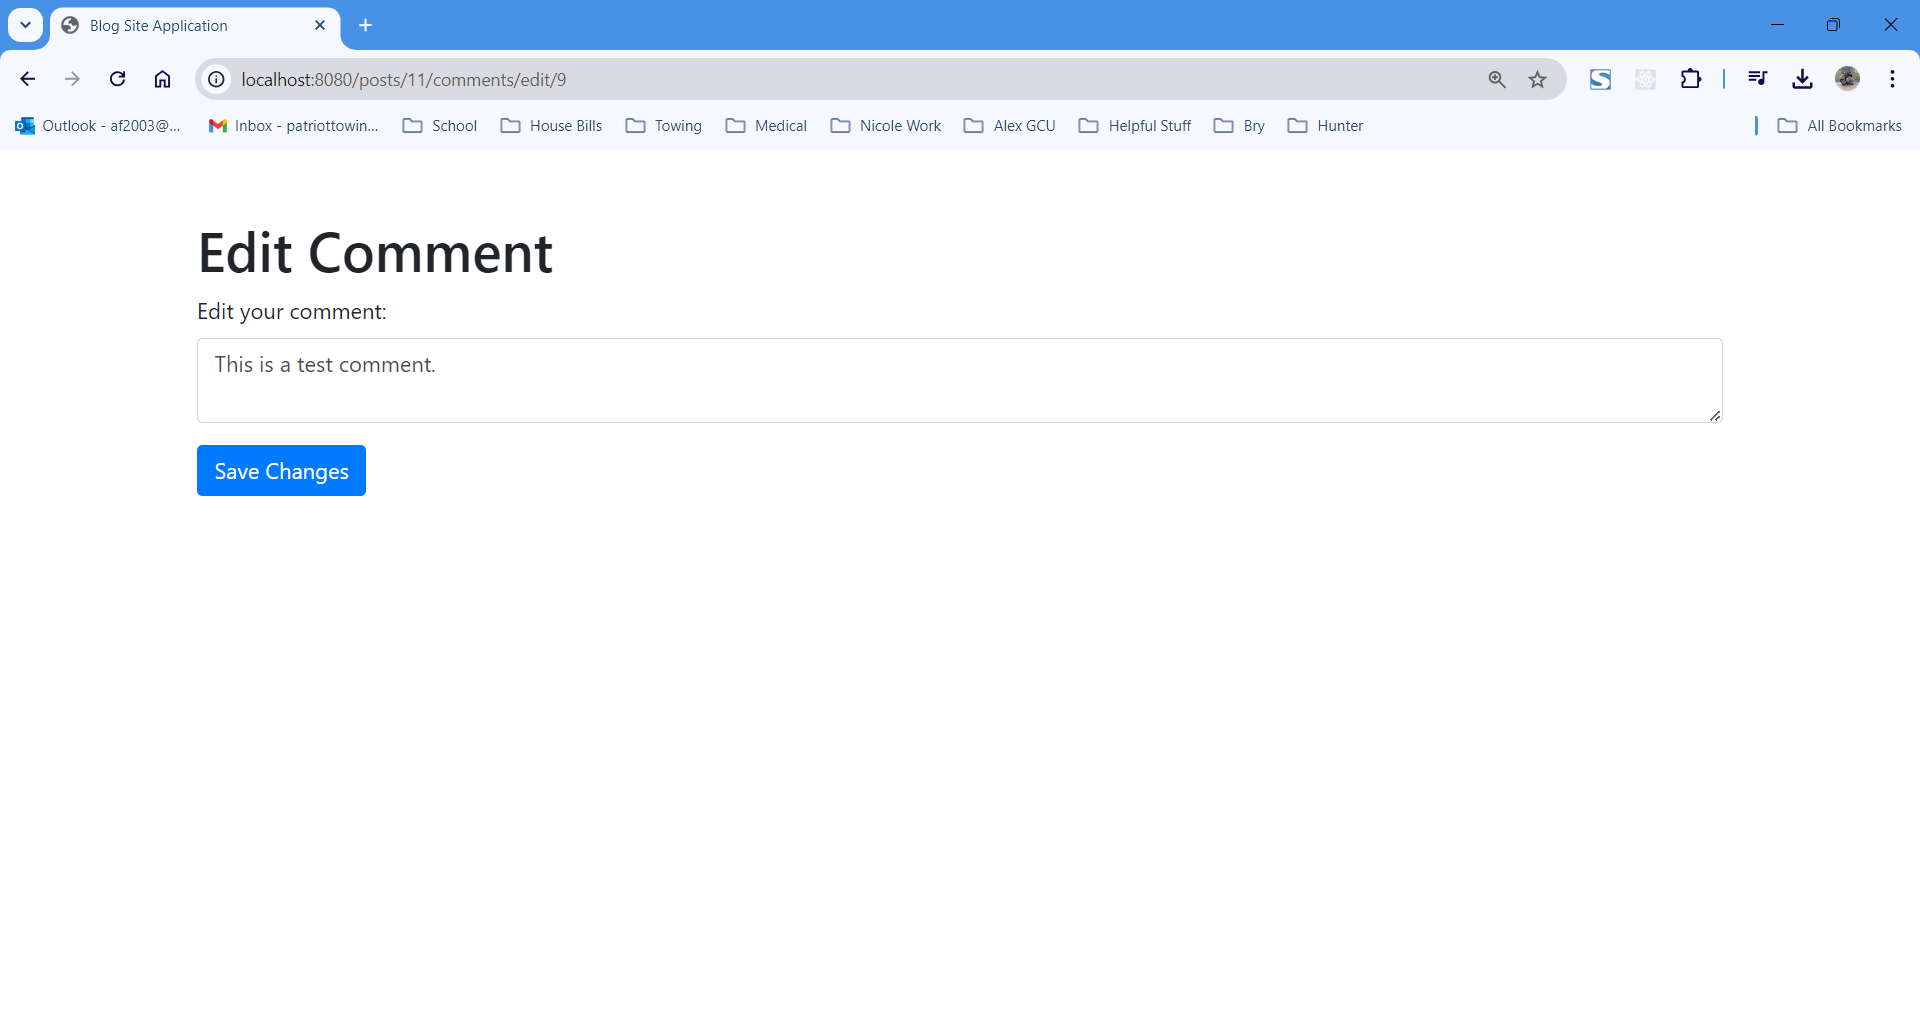 Blog Site Application
localhost:8080/posts/11/comments/edit/9
Outlook - af2003@... Inbox - patriottowin... School House Bills Towing Medical Nicole Work Alex GCU Helpful Stuff Bry Hunter All Bookmarks
Edit Comment
Edit your comment:
This is a test comment.
Save Changes